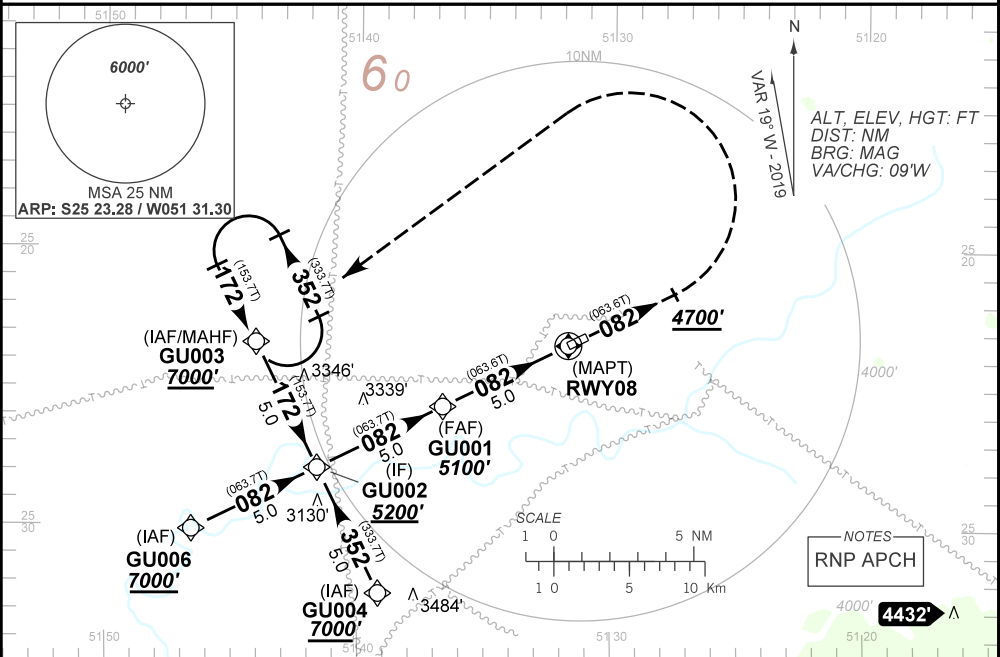 51 50
51 40
51 30
51 20
6000'
MSA 25 NM
ARP: S25 23.28 / W051 31.30
60
10NM
N
VAR 19° W - 2019
ALT, ELEV, HGT: FT
DIST: NM
BRG: MAG
VA/CHG: 09'W
25
20
25
20
172
(153.7T)
352
(333.7T)
(IAF/MAHF)
GU003
7000'
172
(153.7T)
5.0
3346'
3339'
082
(063.6T)
4700'
(MAPT)
RWY08
082
(063.6T)
5.0
4000'
(FAF)
GU001
5100'
082
(063.7T)
5.0
(IF)
GU002
5200'
082
(063.7T)
5.0
3130'
(IAF)
GU006
7000'
352
(333.7T)
5.0
(IAF)
GU004
7000'
3484'
25
30
25
30
SCALE
1 0 5 NM
1 0 5 10 Km
NOTES
RNP APCH
4000'
4432'
51 50
51 40
51 30
51 20